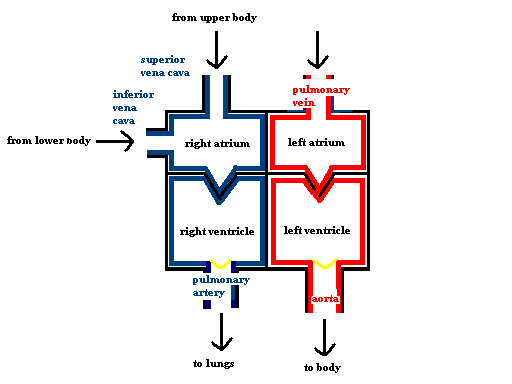 from upper body
superior
vena cava
inferior
vena
cava
pulmonary
vein
from lower body
right atrium
left atrium
right ventricle
left ventricle
pulmonary
artery
aorta
to lungs
to body